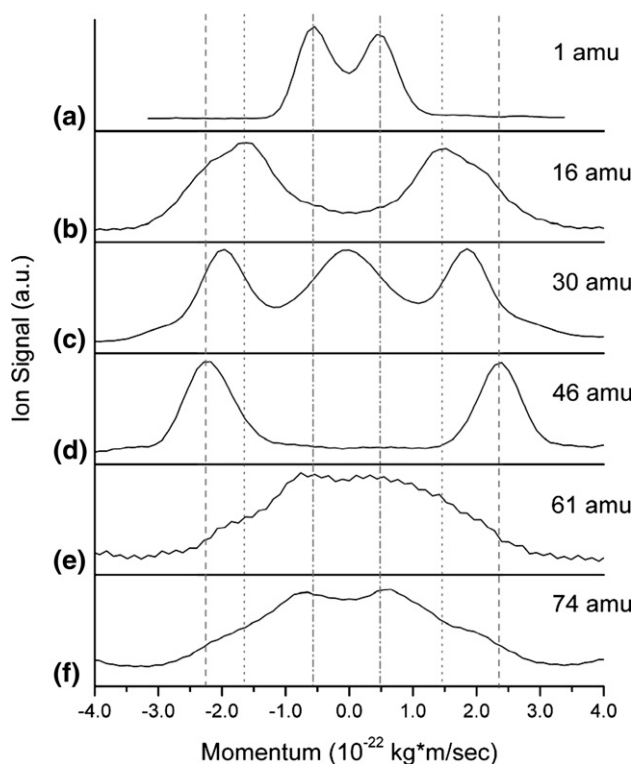 1 amu
(a)
16 amu
(b)
30 amu
(c)
46 amu
(d)
61 amu
(e)
74 amu
(f)
Ion Signal (a.u.)
-4.0 -3.0 -2.0 -1.0 0.0 1.0 2.0 3.0 4.0
Momentum (10⁻²² kg*m/sec)